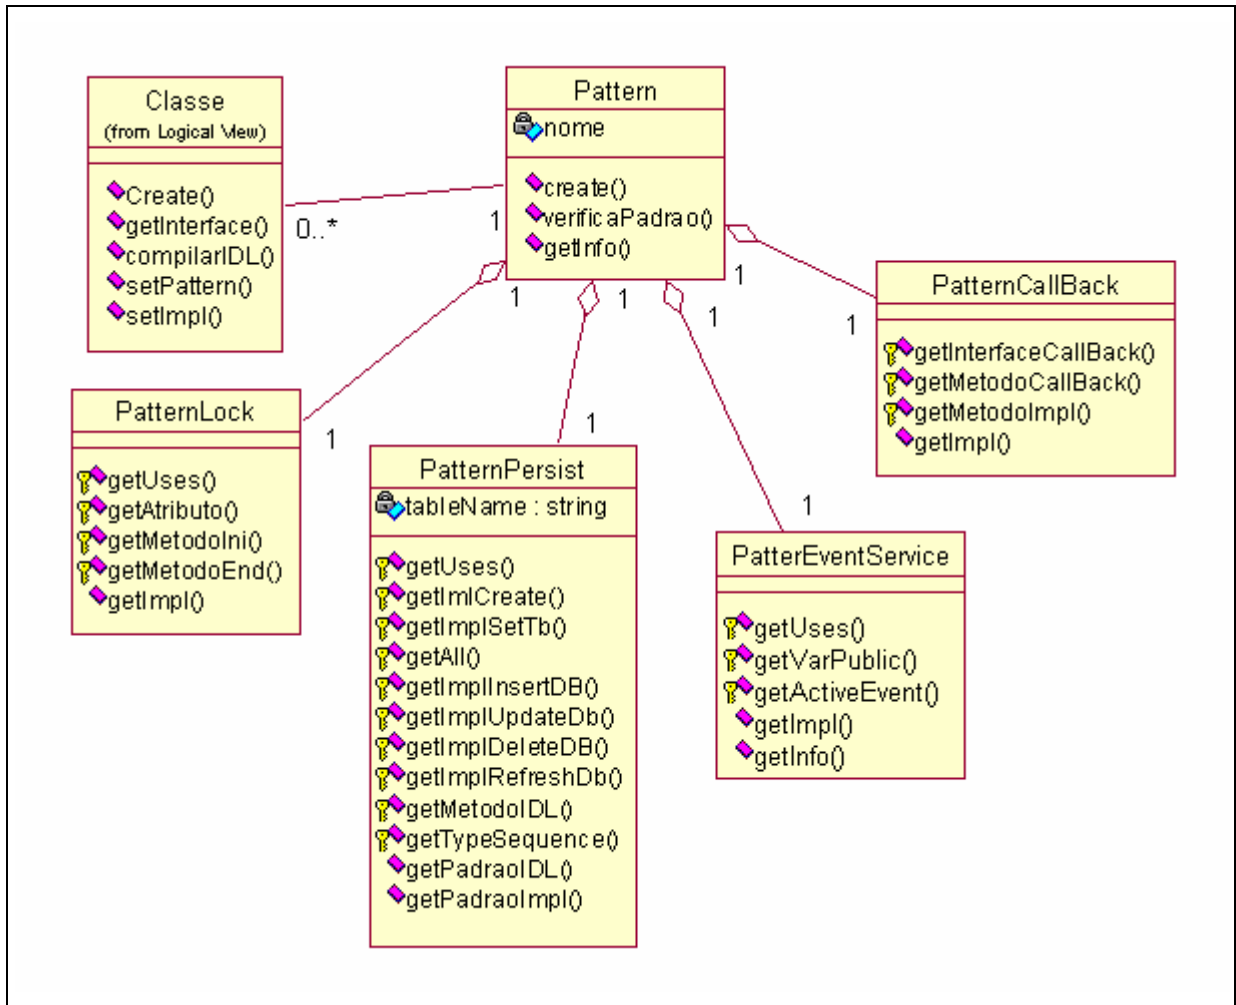 Classe
(from Logical View)
Create()
getInterface()
compilarIDL()
setPattern()
setImpl()
0..*
1
Pattern
nome
create()
verificaPadrao()
getInfo()
1
1
1
1
PatternCallBack
getInterfaceCallBack()
getMetodoCallBack()
getMetodoImpl()
getImpl()
1
PatternLock
getUses()
getAtributo()
getMetodoIni()
getMetodoEnd()
getImpl()
1
PatternPersist
tableName : string
getUses()
getImlCreate()
getImplSetTb()
getAll()
getImplInsertDB()
getImplUpdateDb()
getImplDeleteDB()
getImplRefreshDb()
getMetodoIDL()
getTypeSequence()
getPadraoIDL()
getPadraoImpl()
1
PatterEventService
getUses()
getVarPublic()
getActiveEvent()
getImpl()
getInfo()
1